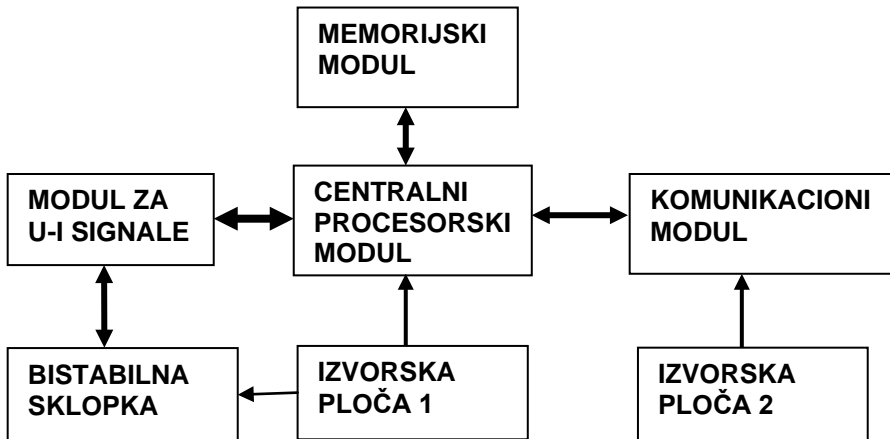 MEMORIJSKI
MODUL
MODUL ZA
U-I SIGNALE
CENTRALNI
PROCESORSKI
MODUL
KOMUNIKACIONI
MODUL
BISTABILNA
SKLOPKA
IZVORSKA
PLOČA 1
IZVORSKA
PLOČA 2